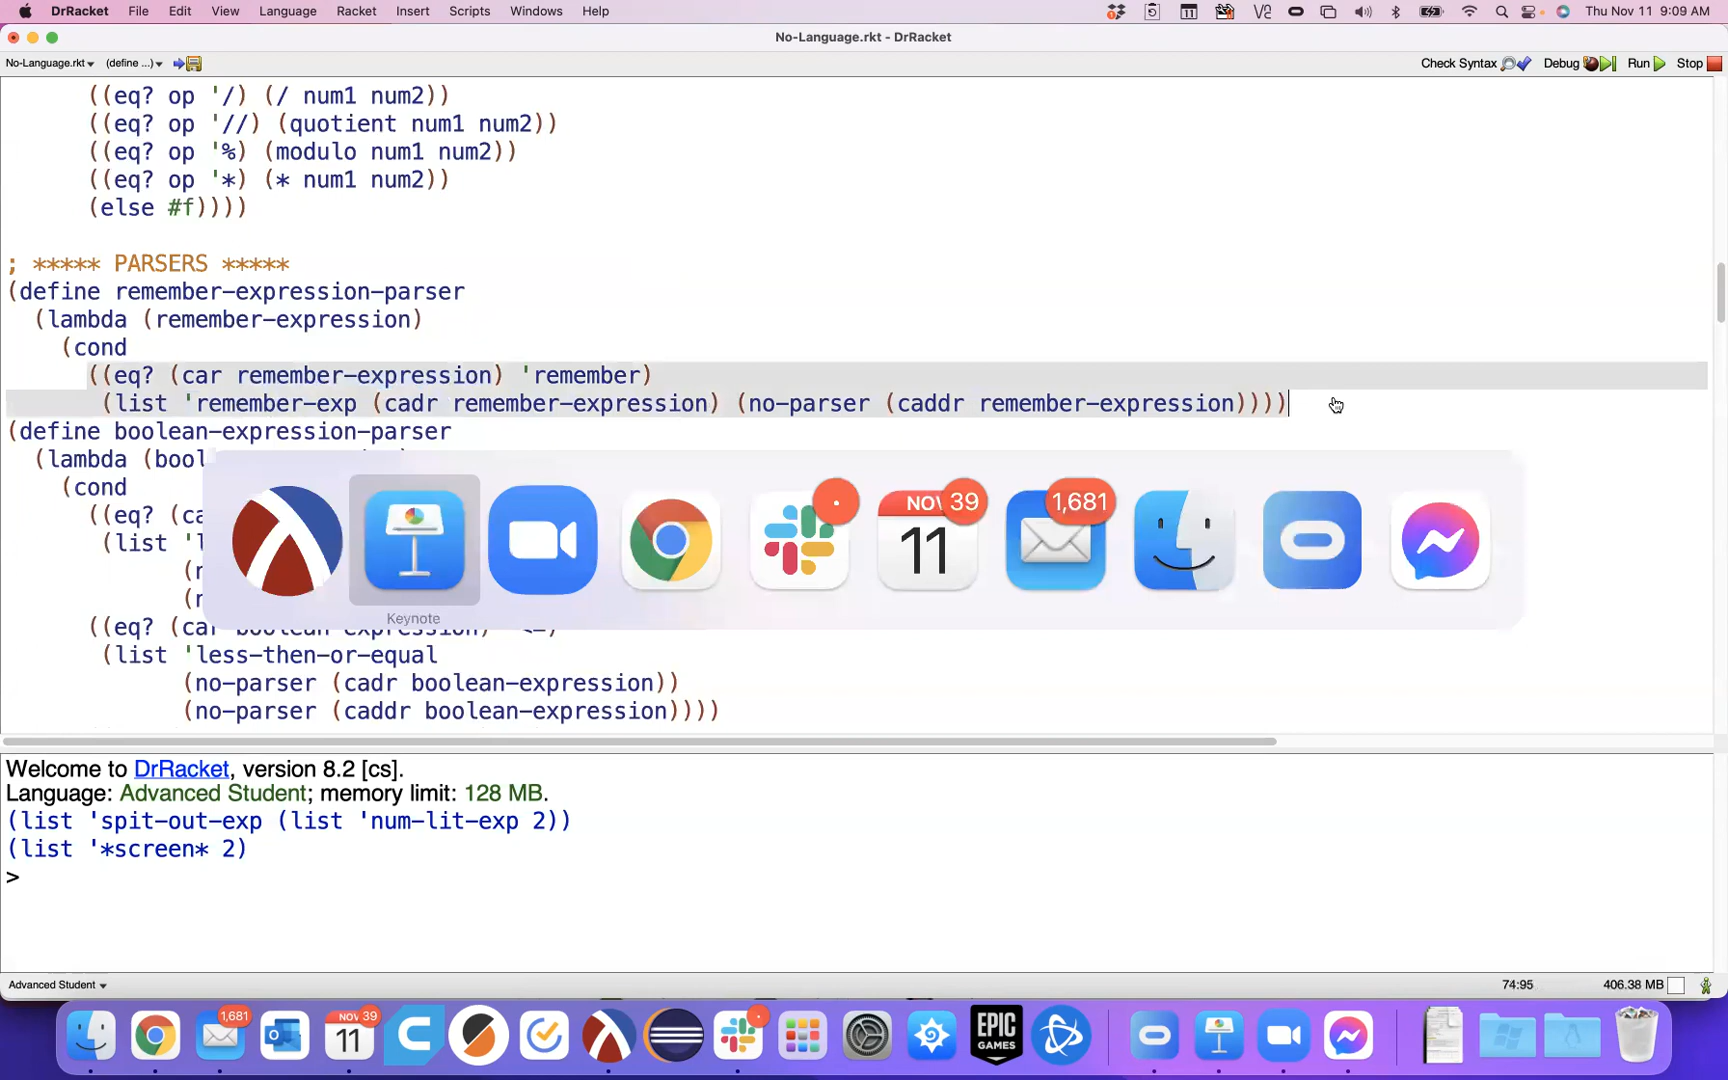 DrRacket File Edit View Language Racket Insert Scripts Windows Help
Thu Nov 11 9:09 AM
No-Language.rkt - DrRacket
No-Language.rkt (define ...) Check Syntax Debug Run Stop
((eq? op '/) (/ num1 num2))
((eq? op '//) (quotient num1 num2))
((eq? op '%) (modulo num1 num2))
((eq? op '*) (* num1 num2))
(else #f))))
; ***** PARSERS *****
(define remember-expression-parser
(lambda (remember-expression)
(cond
((eq? (car remember-expression) 'remember)
(list 'remember-exp (cadr remember-expression) (no-parser (caddr remember-expression))))
(define boolean-expression-parser
(lambda (bool
(cond
((eq? (ca
(list 'l
NOV 39
11
1,681
Keynote
((eq? (car boolean-expression)
(list 'less-then-or-equal
(no-parser (cadr boolean-expression))
(no-parser (caddr boolean-expression))))
Welcome to DrRacket, version 8.2 [cs].
Language: Advanced Student; memory limit: 128 MB.
(list 'spit-out-exp (list 'num-lit-exp 2))
(list '*screen* 2)
>
Advanced Student 74:95 406.38 MB
1,681
NOV 39
11
EPIC
GAMES